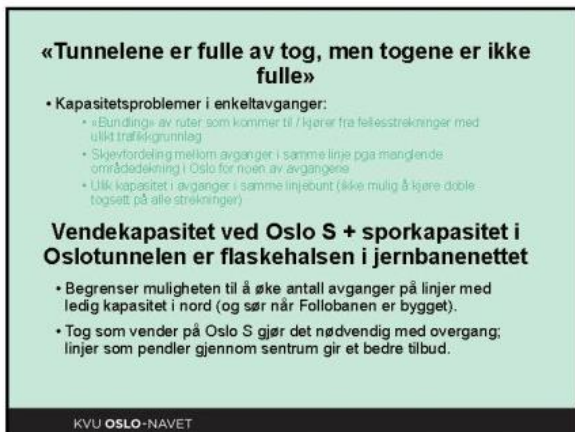 «Tunnelene er fulle av tog, men togene er ikke
fulle»
• Kapasitetsproblemer i enkeltavganger:
• «Bundling» av ruter som kommer til / kjører fra fellesstrekninger med
ulikt trafikkgrunnlag
• Skjevfordeling mellom avganger i samme linje pga manglende
områdedekning i Oslo for noen av avgangene
• Ulik kapasitet i avganger i samme linjebunt (ikke mulig å kjøre doble
togsett på alle strekninger)
Vendekapasitet ved Oslo S + sporkapasitet i
Oslotunnelen er flaskehalsen i jernbanenettet
• Begrenser muligheten til å øke antall avganger på linjer med
ledig kapasitet i nord (og sør når Follobanen er bygget).
• Tog som vender på Oslo S gjør det nødvendig med overgang;
linjer som pendler gjennom sentrum gir et bedre tilbud.
KVU OSLO-NAVET